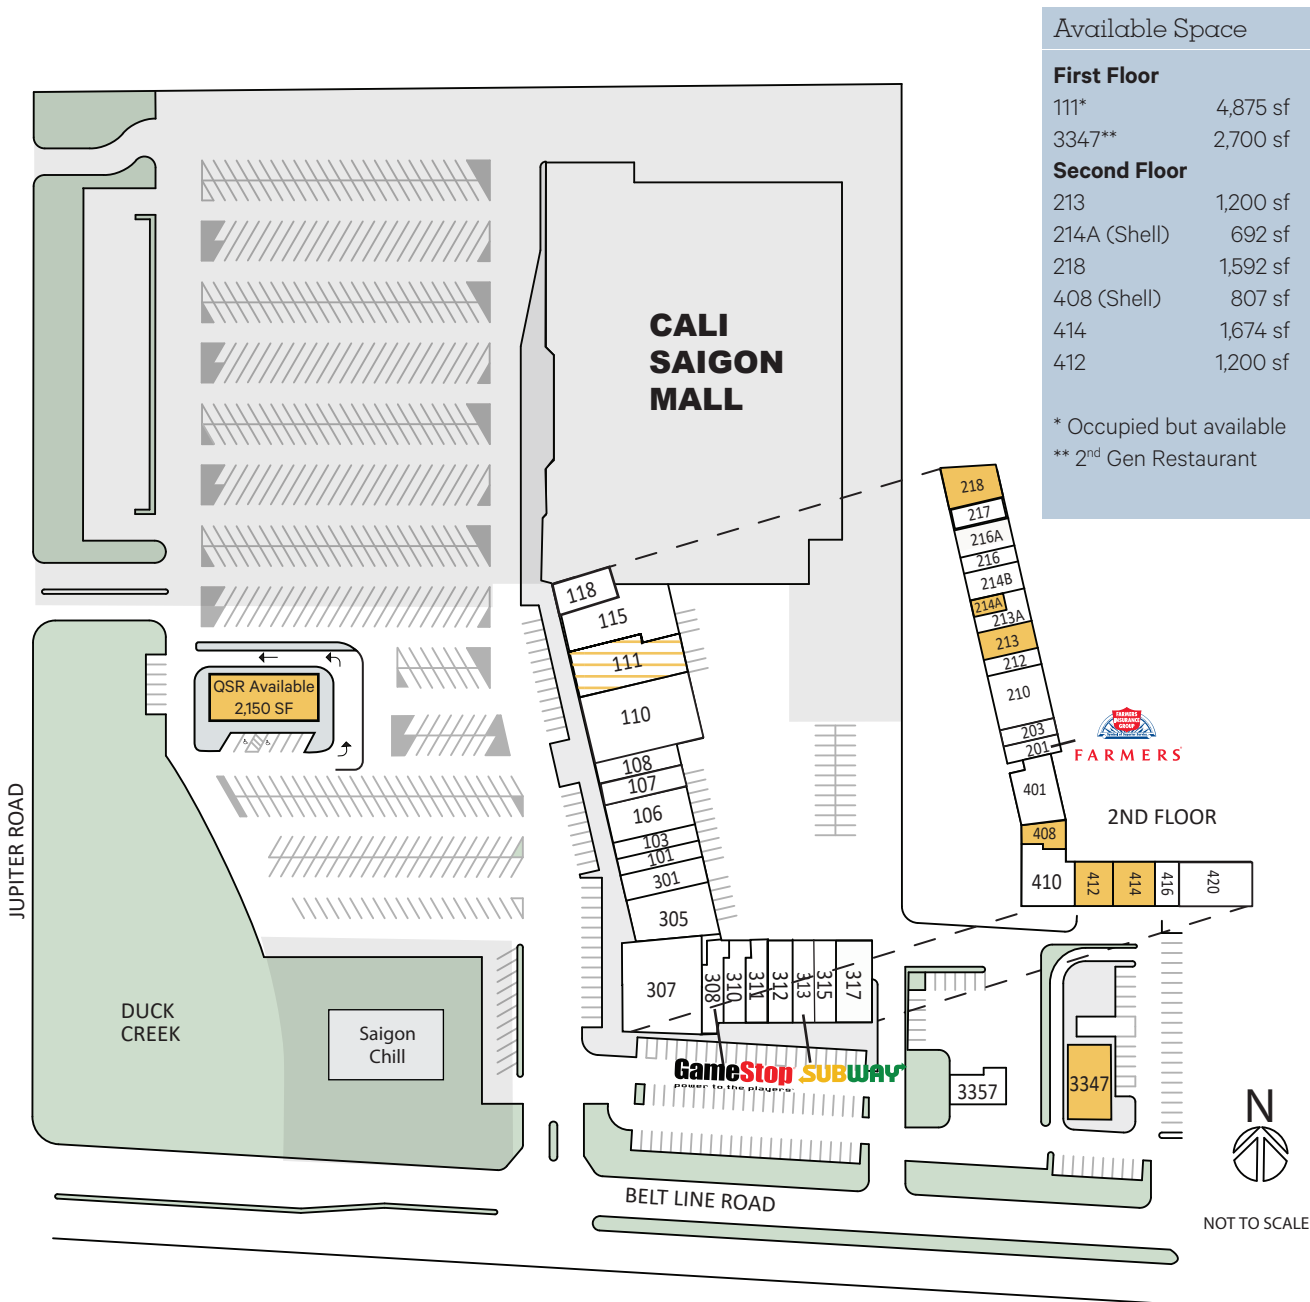 Available Space
First Floor
111* 4,875 sf
3347** 2,700 sf
Second Floor
213 1,200 sf
214A (Shell) 692 sf
218 1,592 sf
408 (Shell) 807 sf
414 1,674 sf
412 1,200 sf
* Occupied but available
** 2nd Gen Restaurant
CALI
SAIGON
MALL
218
217
216A
216
214B
214A
213A
213
212
210
203
201
FARMERS
INSURANCE
GROUP
FARMERS
401
2ND FLOOR
408
410
412
414
416
420
118
115
111
110
108
107
106
103
101
301
305
307
308
310
311
312
313
315
317
QSR Available
2,150 SF
JUPITER ROAD
DUCK
CREEK
Saigon
Chill
GameStop
power to the players
SUBWAY
3357
3347
N
BELT LINE ROAD
NOT TO SCALE